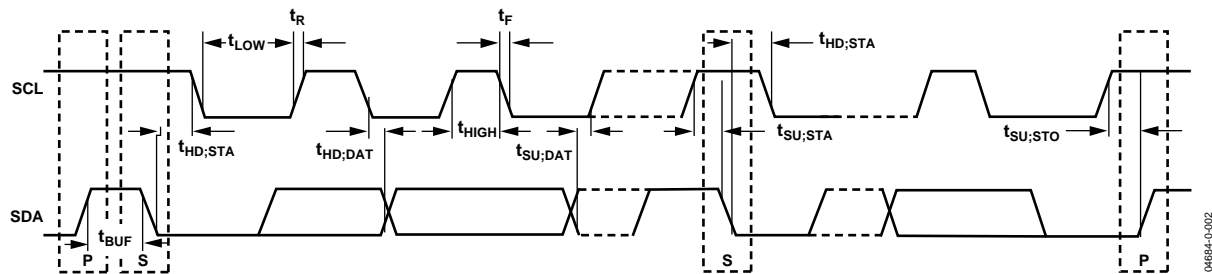 tR
tF
tLOW
tHD;STA
SCL
tHD;STA
tHD;DAT
tHIGH
tSU;DAT
tSU;STA
tSU;STO
SDA
tBUF
P
S
S
P
04684-0-002